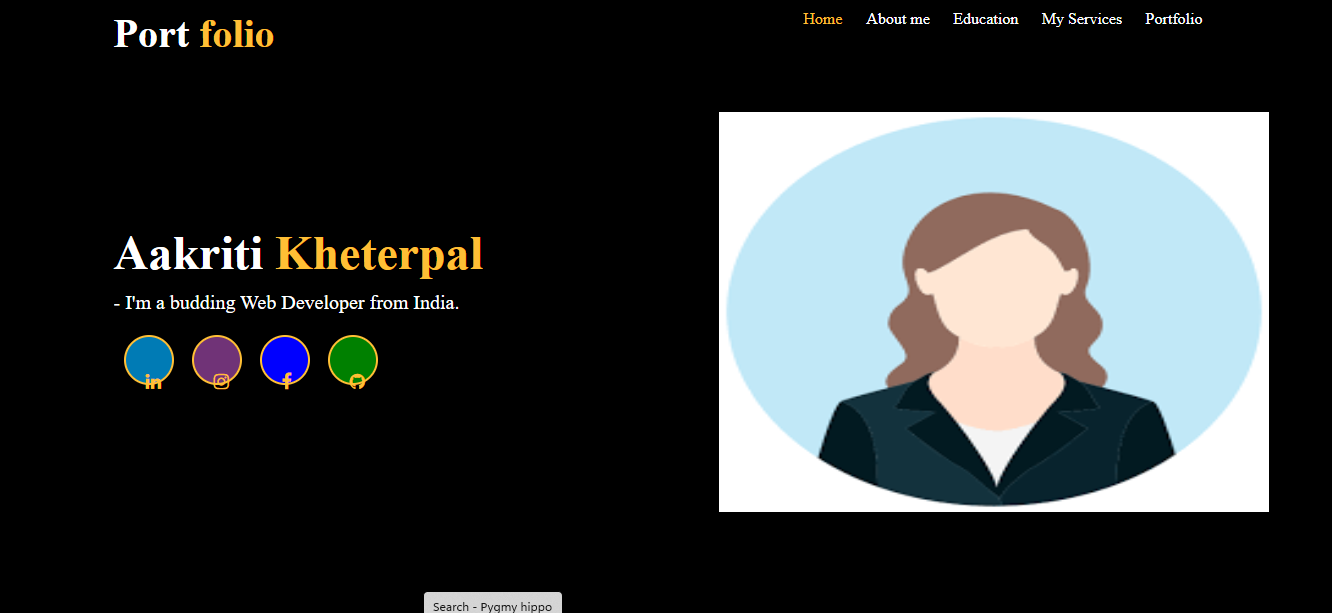 Port folio
Home About me Education My Services Portfolio
Aakriti Kheterpal
- I'm a budding Web Developer from India.
in
f
Search - Pygmy hippo